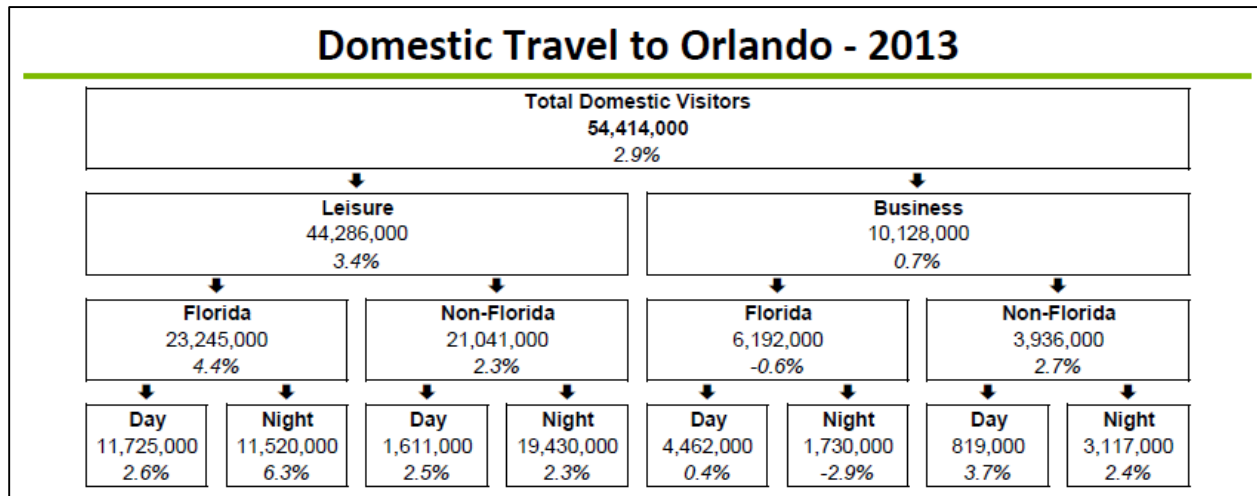 Domestic Travel to Orlando - 2013
Total Domestic Visitors
54,414,000
2.9%
Leisure
44,286,000
3.4%
Business
10,128,000
0.7%
Florida
23,245,000
4.4%
Non-Florida
21,041,000
2.3%
Florida
6,192,000
-0.6%
Non-Florida
3,936,000
2.7%
Day
11,725,000
2.6%
Night
11,520,000
6.3%
Day
1,611,000
2.5%
Night
19,430,000
2.3%
Day
4,462,000
0.4%
Night
1,730,000
-2.9%
Day
819,000
3.7%
Night
3,117,000
2.4%